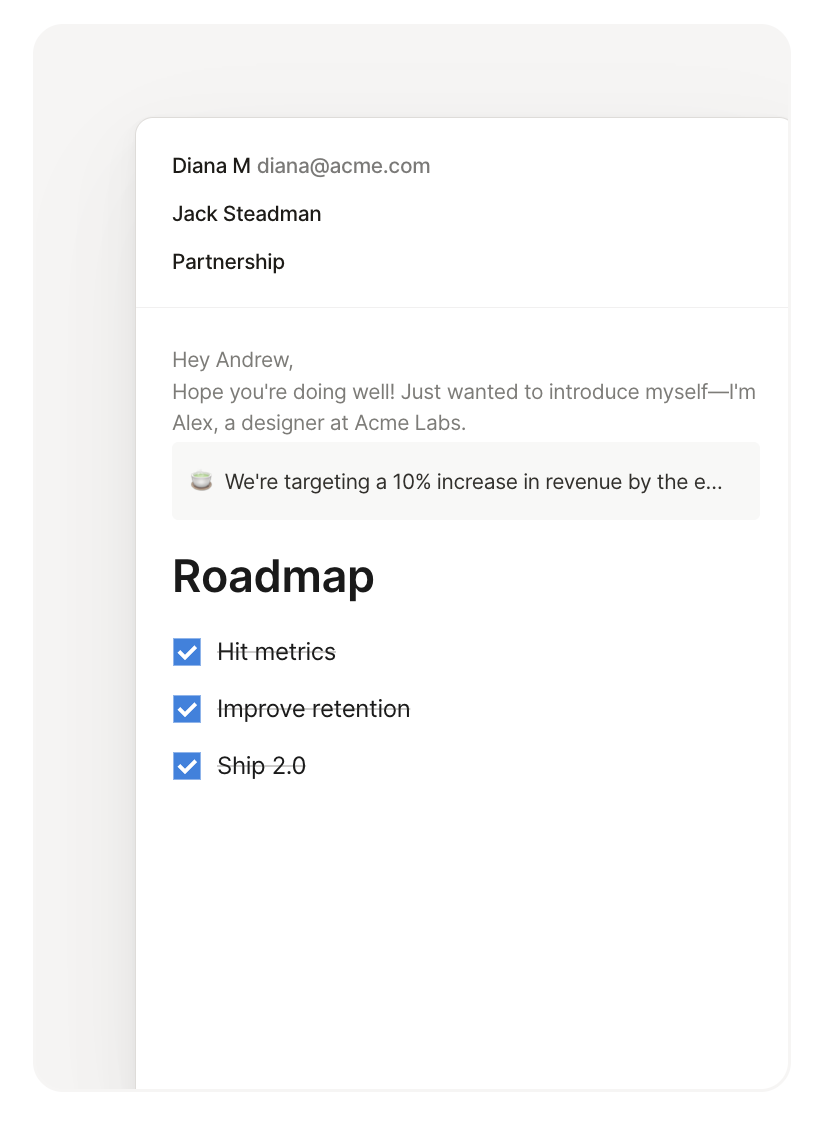 Diana M diana@acme.com
Jack Steadman
Partnership
Hey Andrew,
Hope you're doing well! Just wanted to introduce myself—I'm
Alex, a designer at Acme Labs.
🍵 We're targeting a 10% increase in revenue by the e...
Roadmap
Hit metrics
Improve retention
Ship 2.0